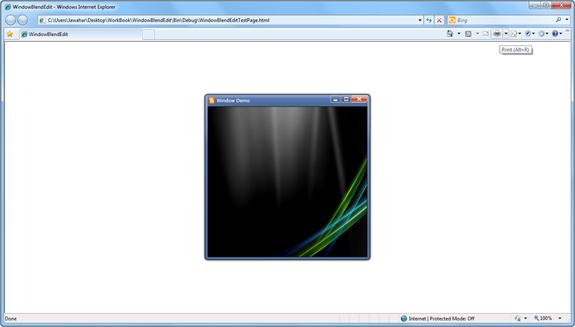 WindowBlendEdit - Windows Internet Explorer
C:\Users\Jawahar\Desktop\WorkBook\WindowBlendEdit\Bin\Debug\WindowBlendEditTestPage.html
Bing
WindowBlendEdit
Print (Alt+R)
Window Demo
Done
Internet | Protected Mode: Off
100%